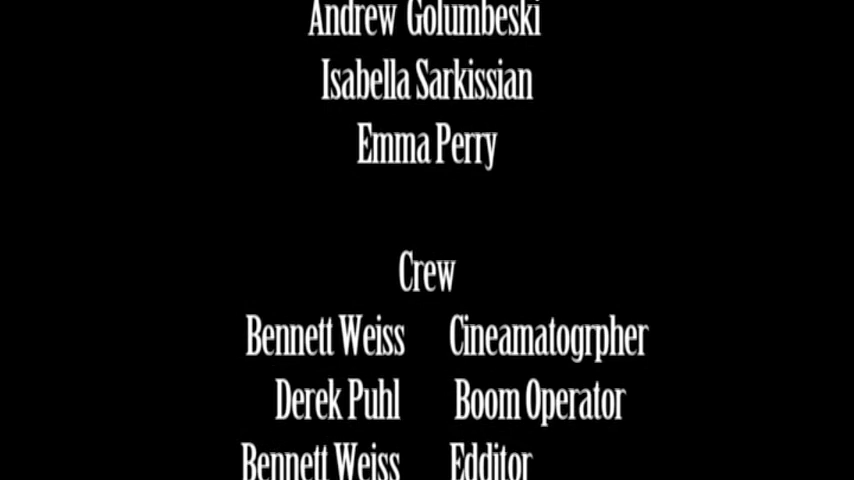 Andrew Golumbeski
Isabella Sarkissian
Emma Perry
Crew
Bennett Weiss Cineamatogrpher
Derek Puhl Boom Operator
Bennett Weiss Edditor